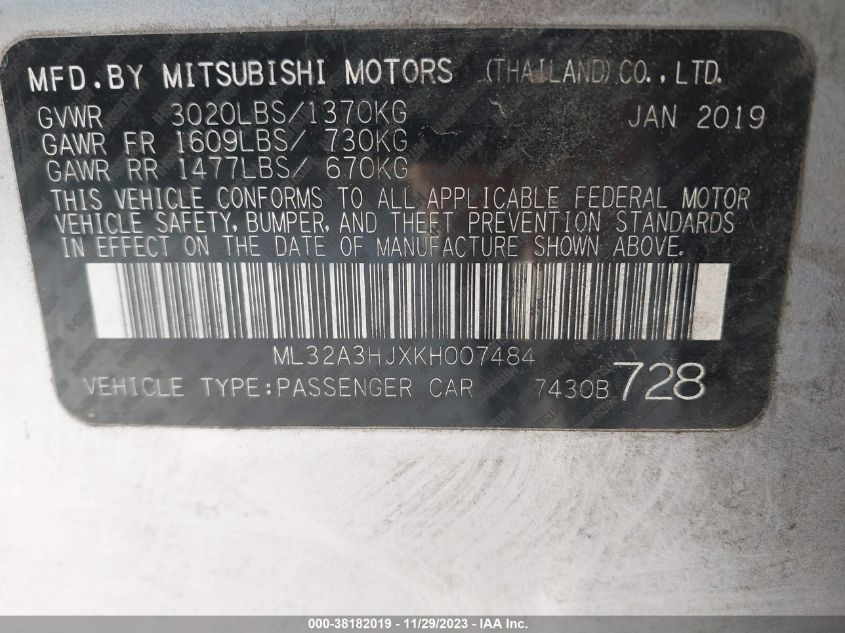 MFD.BY MITSUBISHI MOTORS (THAILAND) CO.,LTD.
GVWR 3020LBS/1370KG JAN 2019
GAWR FR 1609LBS/ 730KG
GAWR RR 1477LBS/ 670KG
THIS VEHICLE CONFORMS TO ALL APPLICABLE FEDERAL MOTOR
VEHICLE SAFETY, BUMPER, AND THEFT PREVENTION STANDARDS
IN EFFECT ON THE DATE OF MANUFACTURE SHOWN ABOVE.
ML32A3HJXKH007484
VEHICLE TYPE:PASSENGER CAR 7430B 728
000-38182019 - 11/29/2023 - IAA Inc.